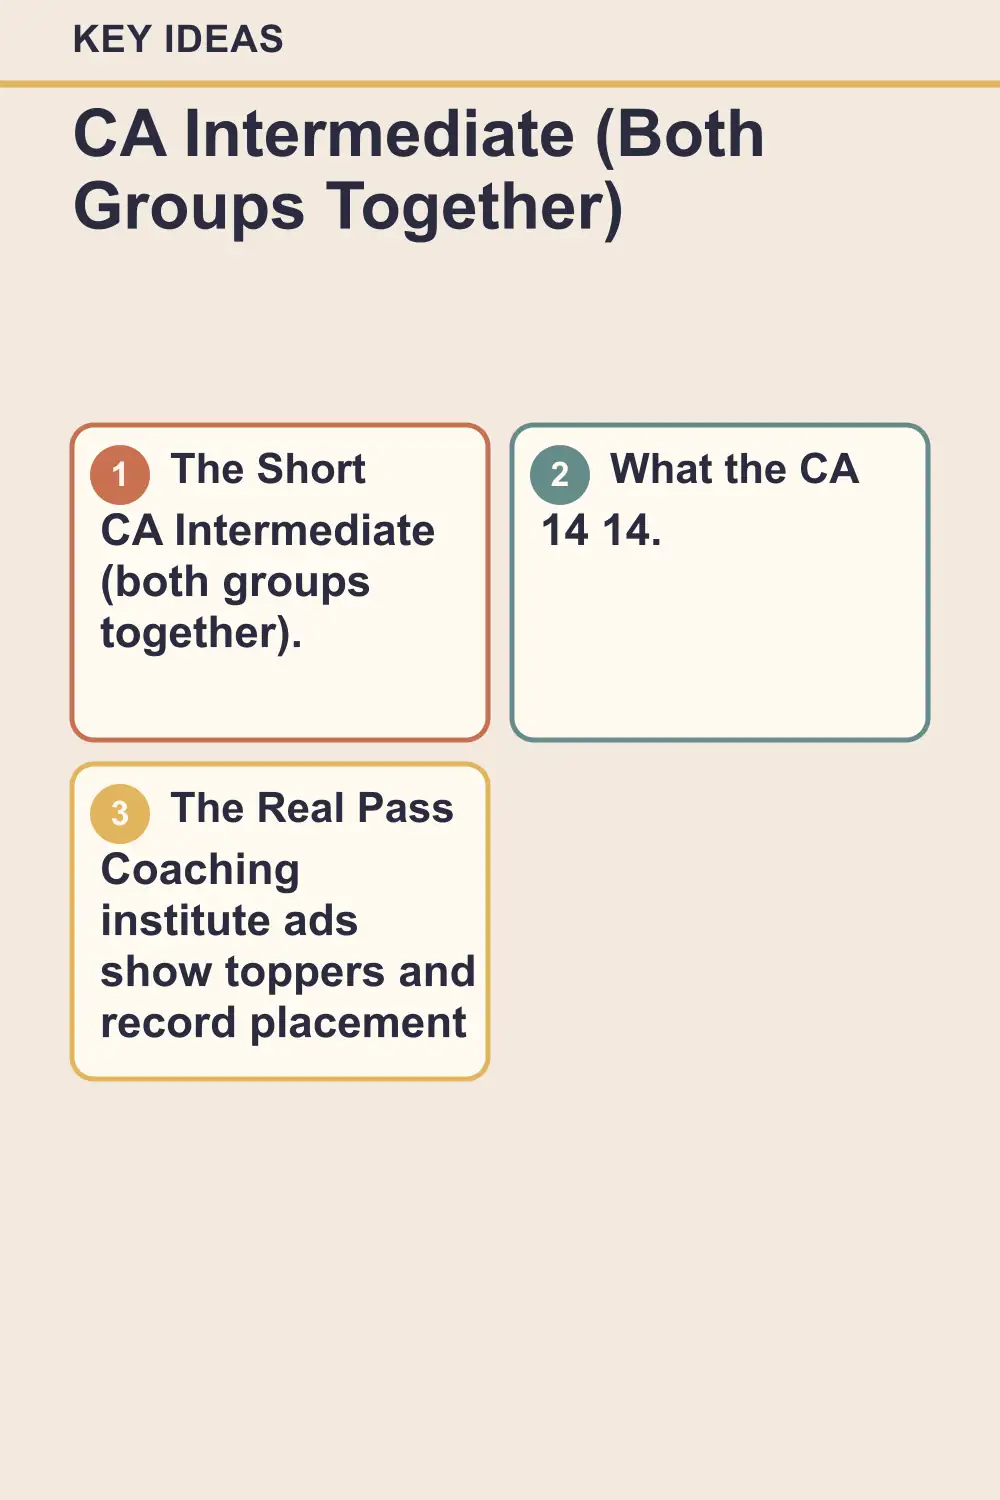 KEY IDEAS
CA Intermediate (Both
Groups Together)
1 The Short
CA Intermediate
(both groups
together).
2 What the CA
14 14.
3 The Real Pass
Coaching
institute ads
show toppers and
record placement